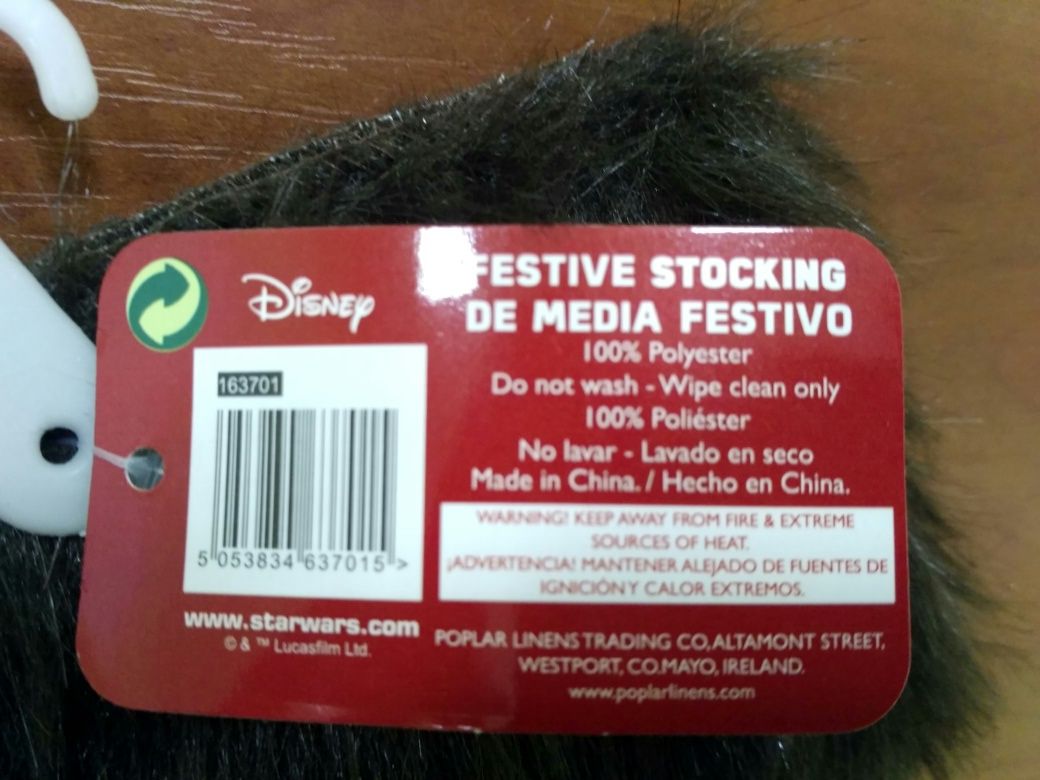 Disney
163701
5 053834 637015 >
www.starwars.com
© & ™ Lucasfilm Ltd.
FESTIVE STOCKING
DE MEDIA FESTIVO
100% Polyester
Do not wash - Wipe clean only
100% Poliéster
No lavar - Lavado en seco
Made in China. / Hecho en China.
WARNING! KEEP AWAY FROM FIRE & EXTREME
SOURCES OF HEAT.
¡ADVERTENCIA! MANTENER ALEJADO DE FUENTES DE
IGNICIÓN Y CALOR EXTREMOS.
POPLAR LINENS TRADING CO,ALTAMONT STREET,
WESTPORT, CO.MAYO, IRELAND.
www.poplarlinens.com